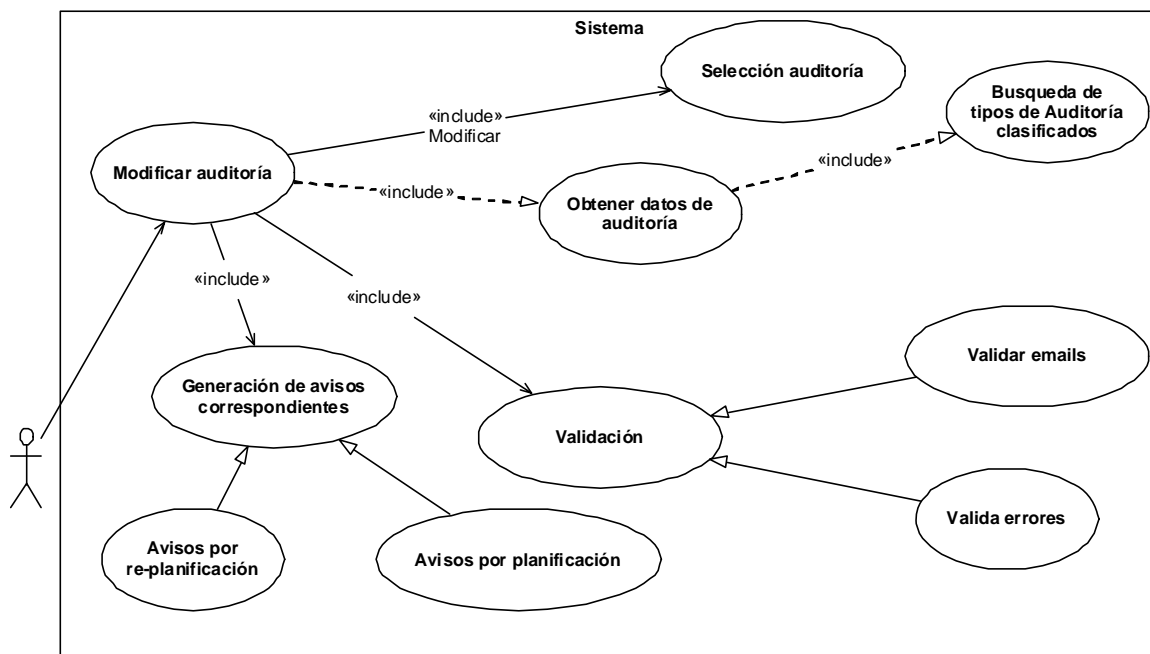 Sistema
Selección auditoría
Busqueda de
tipos de Auditoría
clasificados
«include»
Modificar
«include»
Modificar auditoría
«include»
Obtener datos de
auditoría
«include»
«include»
Validar emails
Generación de avisos
correspondientes
Validación
Valida errores
Avisos por
re-planificación
Avisos por planificación